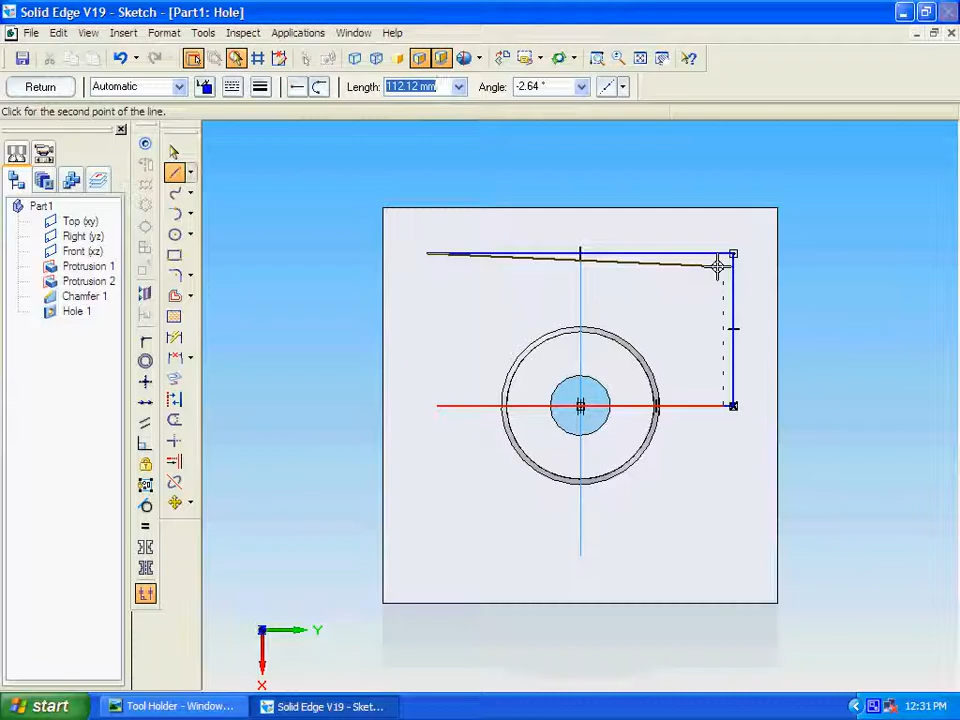 Solid Edge V19 - Sketch - [Part1: Hole]
File Edit View Insert Format Tools Inspect Applications Window Help
Return Automatic Length: 112.12 mm Angle: -2.64 °
Click for the second point of the line.
Part1
Top (xy)
Right (yz)
Front (xz)
Protrusion 1
Protrusion 2
Chamfer 1
Hole 1
Y
X
start Tool Holder - Window... Solid Edge V19 - Sket... 12:31 PM